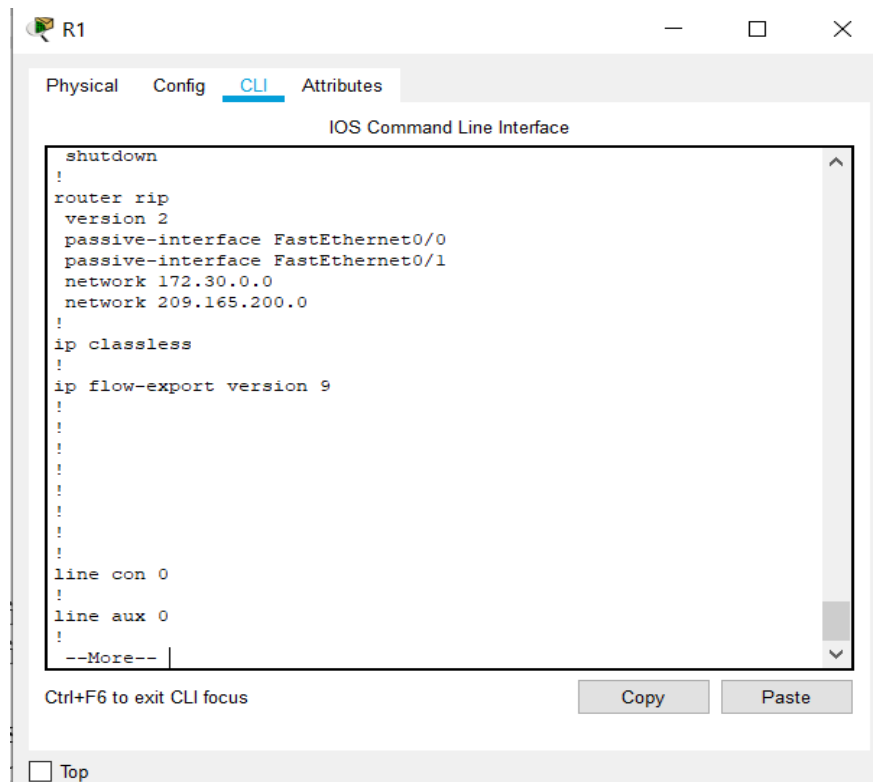 R1
Physical Config CLI Attributes
IOS Command Line Interface
shutdown
!
router rip
version 2
passive-interface FastEthernet0/0
passive-interface FastEthernet0/1
network 172.30.0.0
network 209.165.200.0
!
ip classless
!
ip flow-export version 9
!
!
!
!
!
!
!
!
line con 0
!
line aux 0
!
--More--
Ctrl+F6 to exit CLI focus
Copy Paste
Top